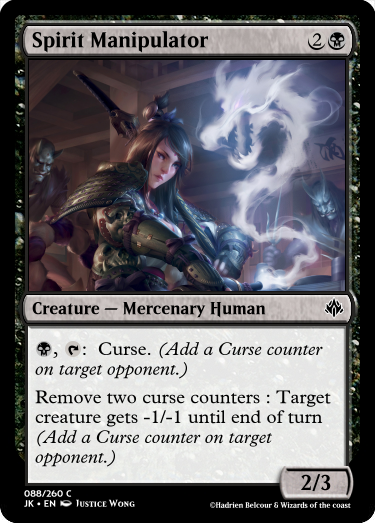 Spirit Manipulator 2
Creature — Mercenary Human
, : Curse. (Add a Curse counter
on target opponent.)
Remove two curse counters : Target
creature gets -1/-1 until end of turn
(Add a Curse counter on target
opponent.)
2/3
088/260 C
JK • EN Justice Wong
©Hadrien Belcour & Wizards of the coast